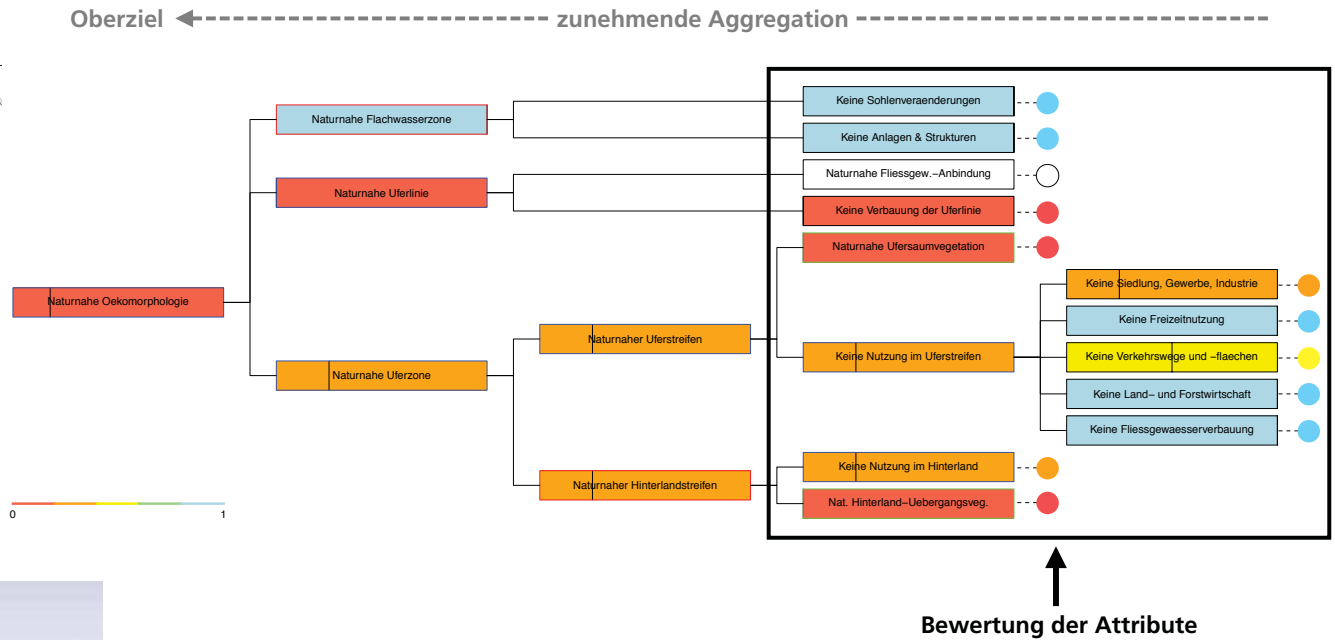 Oberziel
zunehmende Aggregation
Keine Sohlenveraenderungen
Naturnahe Flachwasserzone
Keine Anlagen & Strukturen
Naturnahe Fliessgew.−Anbindung
Naturnahe Uferlinie
Keine Verbauung der Uferlinie
Naturnahe Ufersaumvegetation
Keine Siedlung, Gewerbe, Industrie
Naturnahe Oekomorphologie
Keine Freizeitnutzung
Naturnaher Uferstreifen
Keine Nutzung im Uferstreifen
Keine Verkehrswege und −flaechen
Naturnahe Uferzone
Keine Land− und Forstwirtschaft
Keine Fliessgewaesserverbauung
Keine Nutzung im Hinterland
Naturnaher Hinterlandstreifen
Nat. Hinterland−Uebergangsveg.
0
1
Bewertung der Attribute